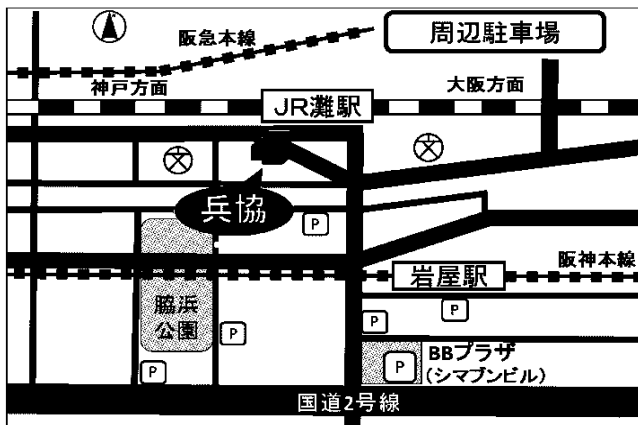 周辺駐車場
阪急本線
神戸方面
大阪方面
JR灘駅
文
文
兵協
P
阪神本線
岩屋駅
脇浜
公園
P
P
P
P
P
BBプラザ
(シマブンビル)
国道2号線